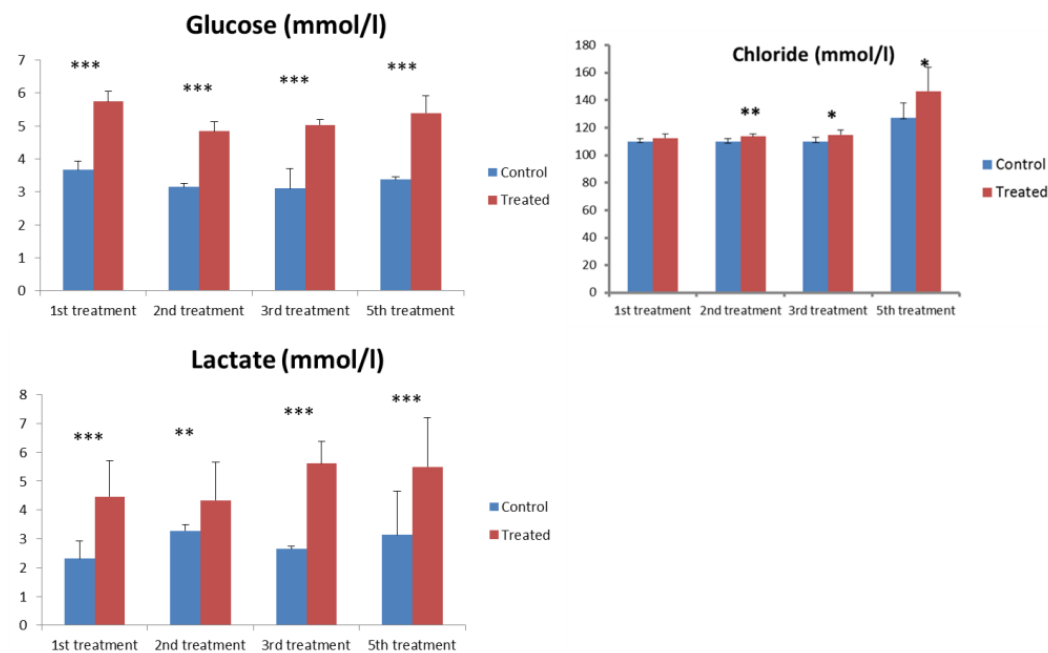 Glucose (mmol/l)
7
6
5
4
3
2
1
0
*** *** *** ***
1st treatment 2nd treatment 3rd treatment 5th treatment
Control
Treated
Chloride (mmol/l)
180
160
140
120
100
80
60
40
20
0
** * *
1st treatment 2nd treatment 3rd treatment 5th treatment
Control
Treated
Lactate (mmol/l)
8
7
6
5
4
3
2
1
0
*** ** *** ***
1st treatment 2nd treatment 3rd treatment 5th treatment
Control
Treated